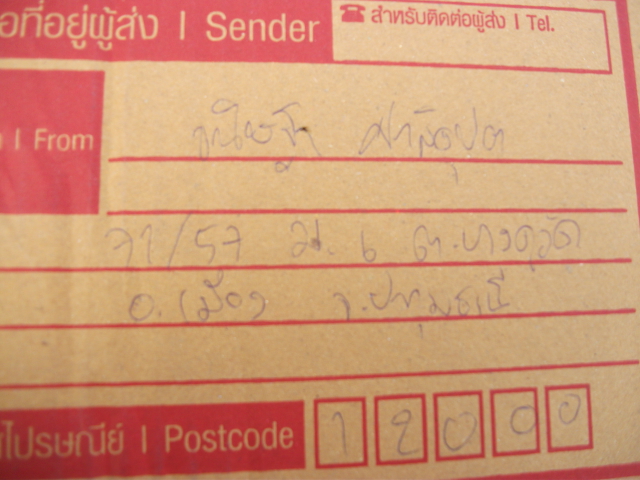 ที่อยู่ผู้ส่ง | Sender
☎ สำหรับติดต่อผู้ส่ง | Tel.
| From
71/57 ม. 6 ต.บางคูวัด
อ.เมือง จ.ปทุมธานี
ไปรษณีย์ | Postcode
12000